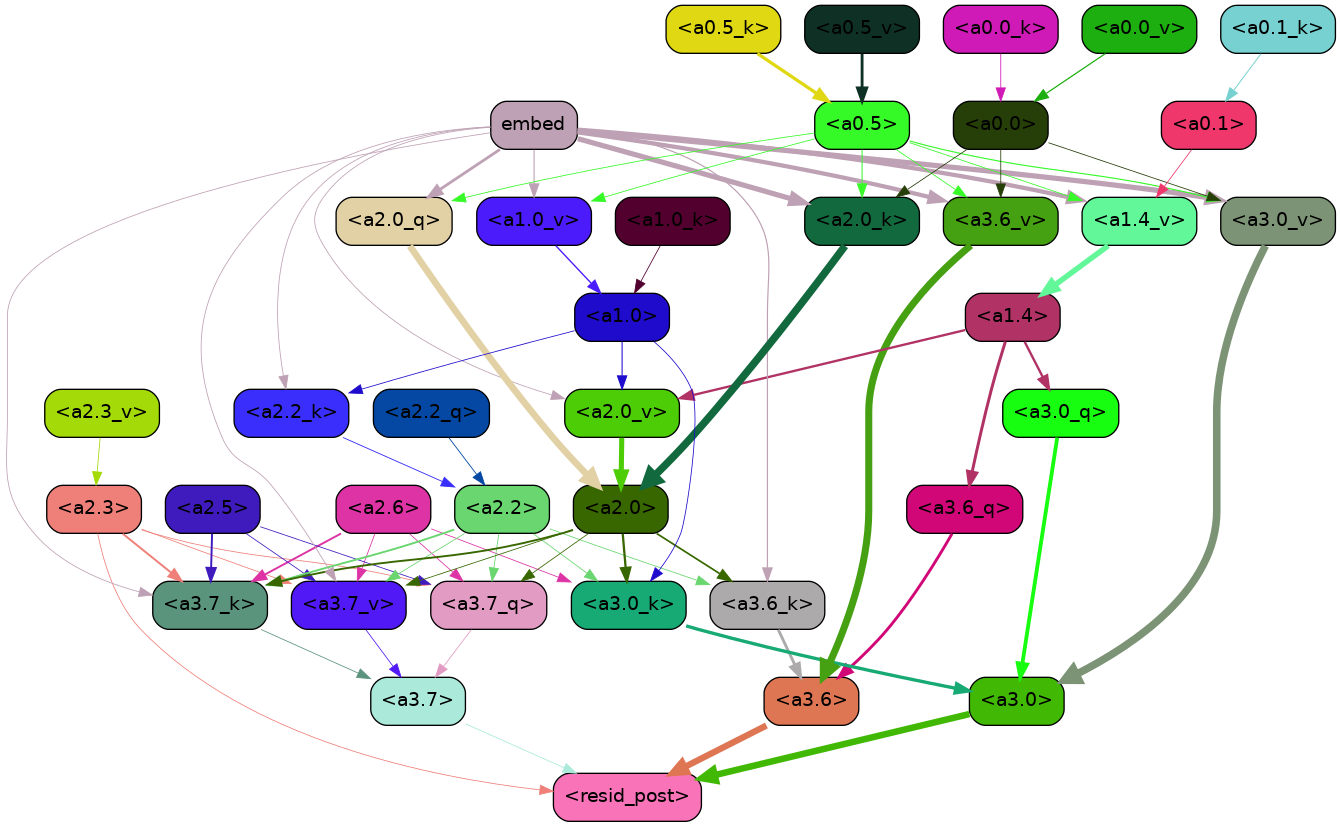 <a0.5_k> <a0.5_v> <a0.0_k> <a0.0_v> <a0.1_k>
embed <a0.5> <a0.0> <a0.1>
<a2.0_q> <a1.0_v> <a1.0_k> <a2.0_k> <a3.6_v> <a1.4_v> <a3.0_v>
<a1.0> <a1.4>
<a2.3_v> <a2.2_k> <a2.2_q> <a2.0_v> <a3.0_q>
<a2.3> <a2.5> <a2.6> <a2.2> <a2.0> <a3.6_q>
<a3.7_k> <a3.7_v> <a3.7_q> <a3.0_k> <a3.6_k>
<a3.7> <a3.6> <a3.0>
<resid_post>